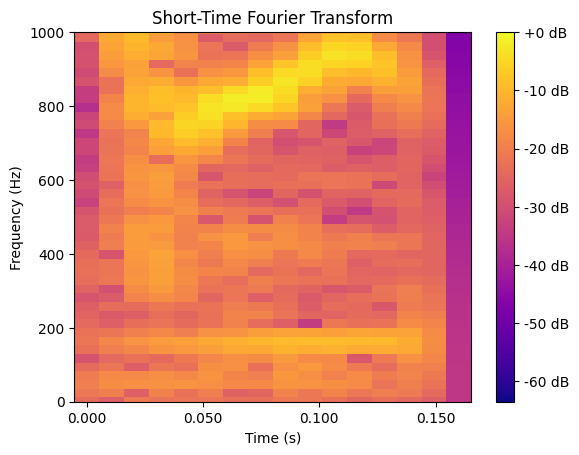 Short-Time Fourier Transform
Frequency (Hz)
1000
800
600
400
200
0
0.000
0.050
0.100
0.150
Time (s)
+0 dB
-10 dB
-20 dB
-30 dB
-40 dB
-50 dB
-60 dB